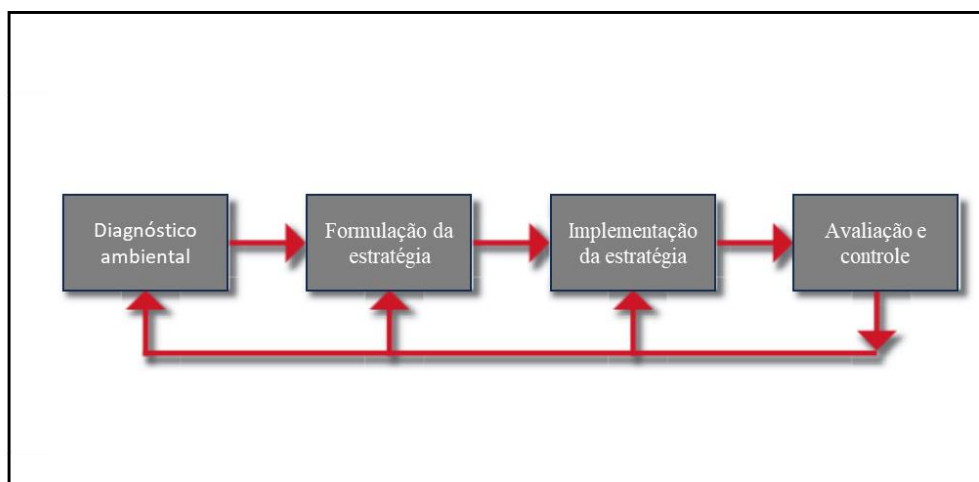 Diagnóstico
ambiental
Formulação da
estratégia
Implementação
da estratégia
Avaliação e
controle